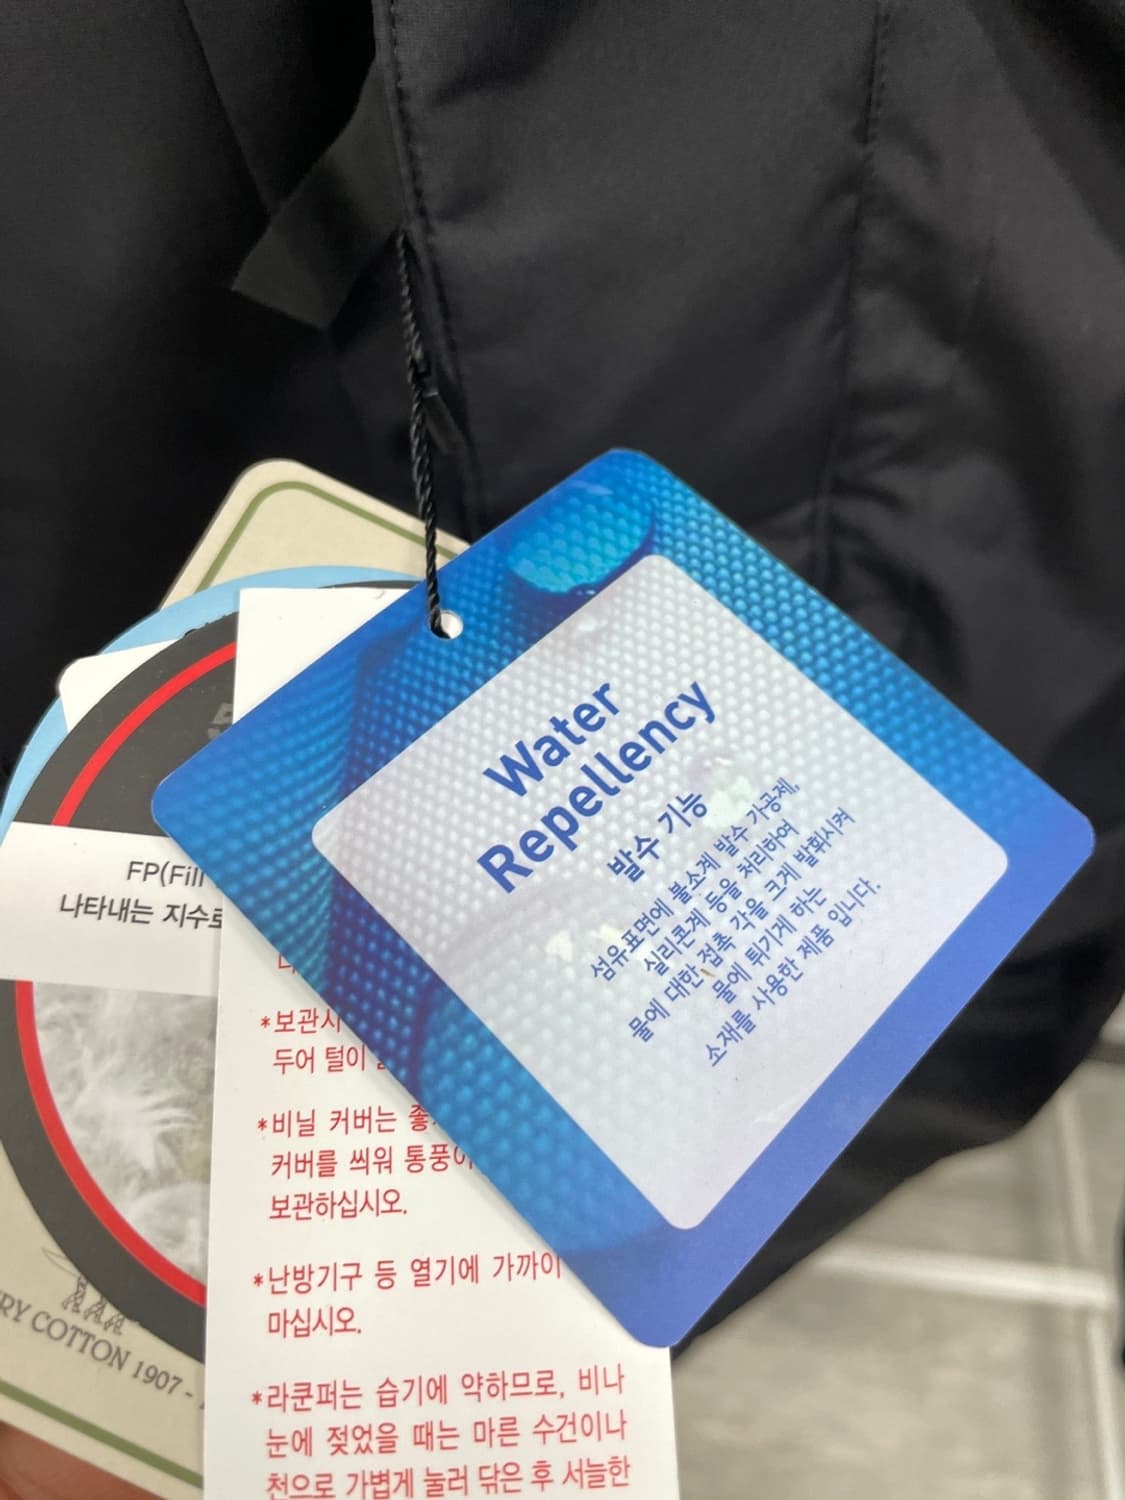 Water
Repellency
발수 기능
섬유표면에 불소계 발수 가공제,
실리콘계 등을 처리하여
물에 대한 접촉 각을 크게 발휘시켜
물에 튀기게 하는
소재를 사용한 제품 입니다.
FP(Fill
나타내는 지수로
*보관시
두어 털이
*비닐 커버는
커버를 씌워 통풍이
보관하십시오.
*난방기구 등 열기에 가까이
마십시오.
*라쿤퍼는 습기에 약하므로, 비나
눈에 젖었을 때는 마른 수건이나
천으로 가볍게 눌러 닦은 후 서늘한
RY COTTON 1907 -